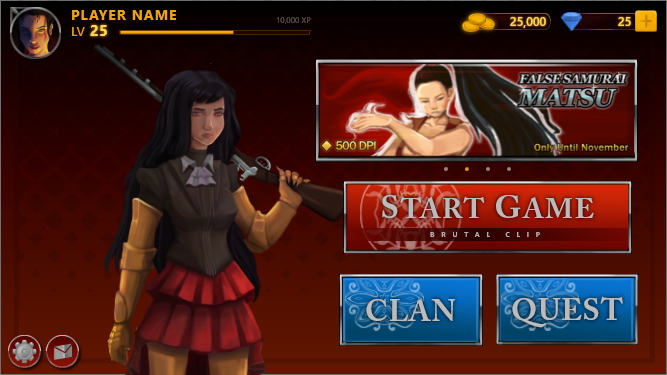 PLAYER NAME
LV 25
10,000 XP
25,000
25
FALSE SAMURAI
MATSU
500 DPI
Only Until November
START GAME
BRUTAL CLIP
CLAN
QUEST